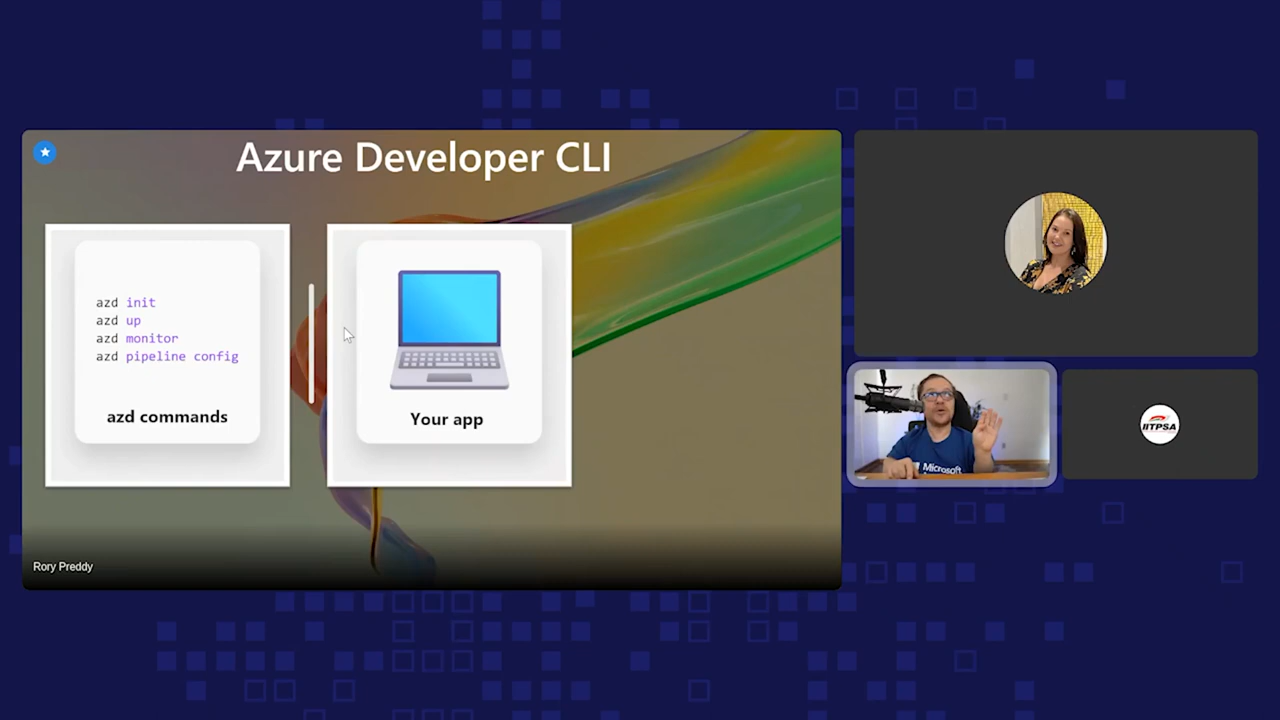 Azure Developer CLI
azd init
azd up
azd monitor
azd pipeline config
azd commands
Your app
Rory Preddy
Microsoft
IITPSA